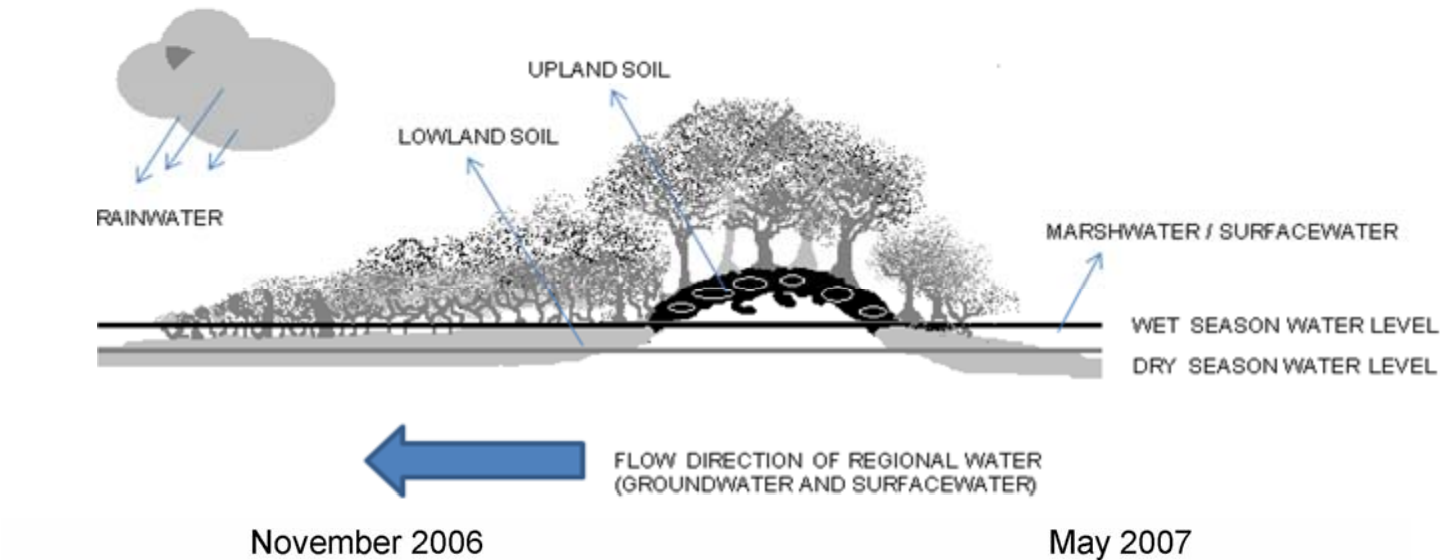 UPLAND SOIL
LOWLAND SOIL
RAINWATER
MARSHWATER / SURFACEWATER
WET SEASON WATER LEVEL
DRY SEASON WATER LEVEL
FLOW DIRECTION OF REGIONAL WATER
(GROUNDWATER AND SURFACEWATER)
November 2006
May 2007